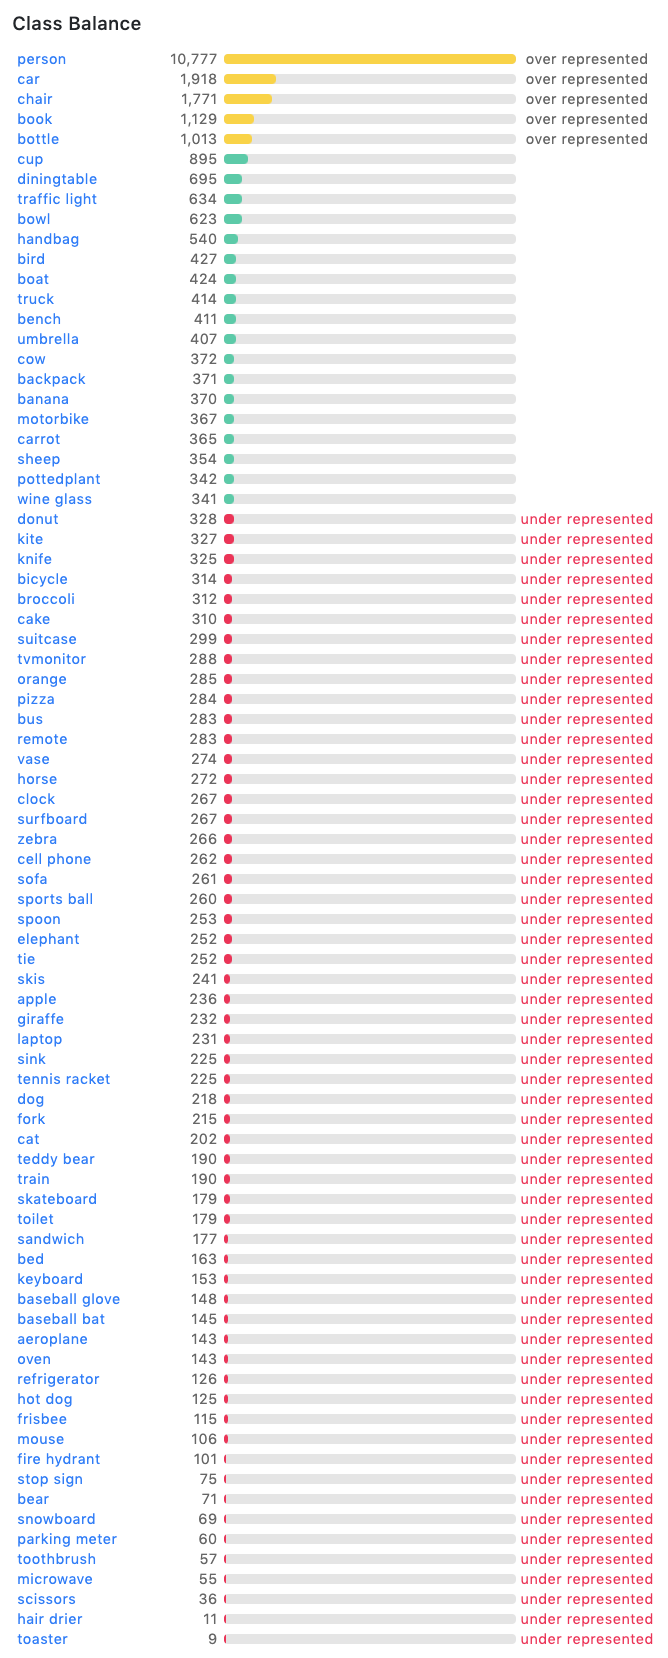 Class Balance
person 10,777 over represented
car 1,918 over represented
chair 1,771 over represented
book 1,129 over represented
bottle 1,013 over represented
cup 895
diningtable 695
traffic light 634
bowl 623
handbag 540
bird 427
boat 424
truck 414
bench 411
umbrella 407
cow 372
backpack 371
banana 370
motorbike 367
carrot 365
sheep 354
pottedplant 342
wine glass 341
donut 328 under represented
kite 327 under represented
knife 325 under represented
bicycle 314 under represented
broccoli 312 under represented
cake 310 under represented
suitcase 299 under represented
tvmonitor 288 under represented
orange 285 under represented
pizza 284 under represented
bus 283 under represented
remote 283 under represented
vase 274 under represented
horse 272 under represented
clock 267 under represented
surfboard 267 under represented
zebra 266 under represented
cell phone 262 under represented
sofa 261 under represented
sports ball 260 under represented
spoon 253 under represented
elephant 252 under represented
tie 252 under represented
skis 241 under represented
apple 236 under represented
giraffe 232 under represented
laptop 231 under represented
sink 225 under represented
tennis racket 225 under represented
dog 218 under represented
fork 215 under represented
cat 202 under represented
teddy bear 190 under represented
train 190 under represented
skateboard 179 under represented
toilet 179 under represented
sandwich 177 under represented
bed 163 under represented
keyboard 153 under represented
baseball glove 148 under represented
baseball bat 145 under represented
aeroplane 143 under represented
oven 143 under represented
refrigerator 126 under represented
hot dog 125 under represented
frisbee 115 under represented
mouse 106 under represented
fire hydrant 101 under represented
stop sign 75 under represented
bear 71 under represented
snowboard 69 under represented
parking meter 60 under represented
toothbrush 57 under represented
microwave 55 under represented
scissors 36 under represented
hair drier 11 under represented
toaster 9 under represented